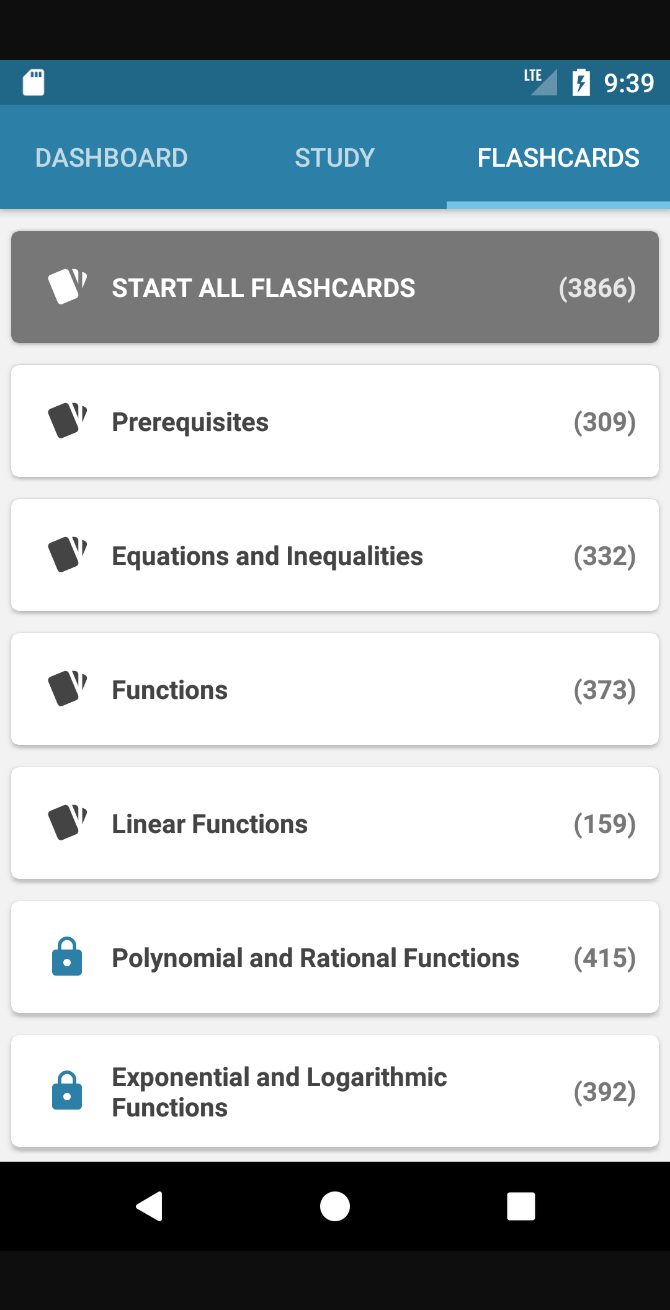 LTE 9:39
DASHBOARD STUDY FLASHCARDS
START ALL FLASHCARDS (3866)
Prerequisites (309)
Equations and Inequalities (332)
Functions (373)
Linear Functions (159)
Polynomial and Rational Functions (415)
Exponential and Logarithmic
Functions (392)